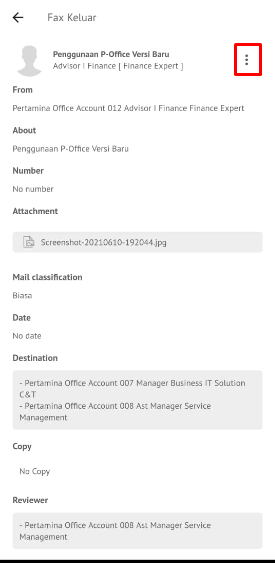 Fax Keluar
Penggunaan P-Office Versi Baru
Advisor I Finance [ Finance Expert ]
From
Pertamina Office Account 012 Advisor I Finance Finance Expert
About
Penggunaan P-Office Versi Baru
Number
No number
Attachment
Screenshot-20210610-192044.jpg
Mail classification
Biasa
Date
No date
Destination
- Pertamina Office Account 007 Manager Business IT Solution
C&T
- Pertamina Office Account 008 Ast Manager Service
Management
Copy
No Copy
Reviewer
- Pertamina Office Account 008 Ast Manager Service
Management